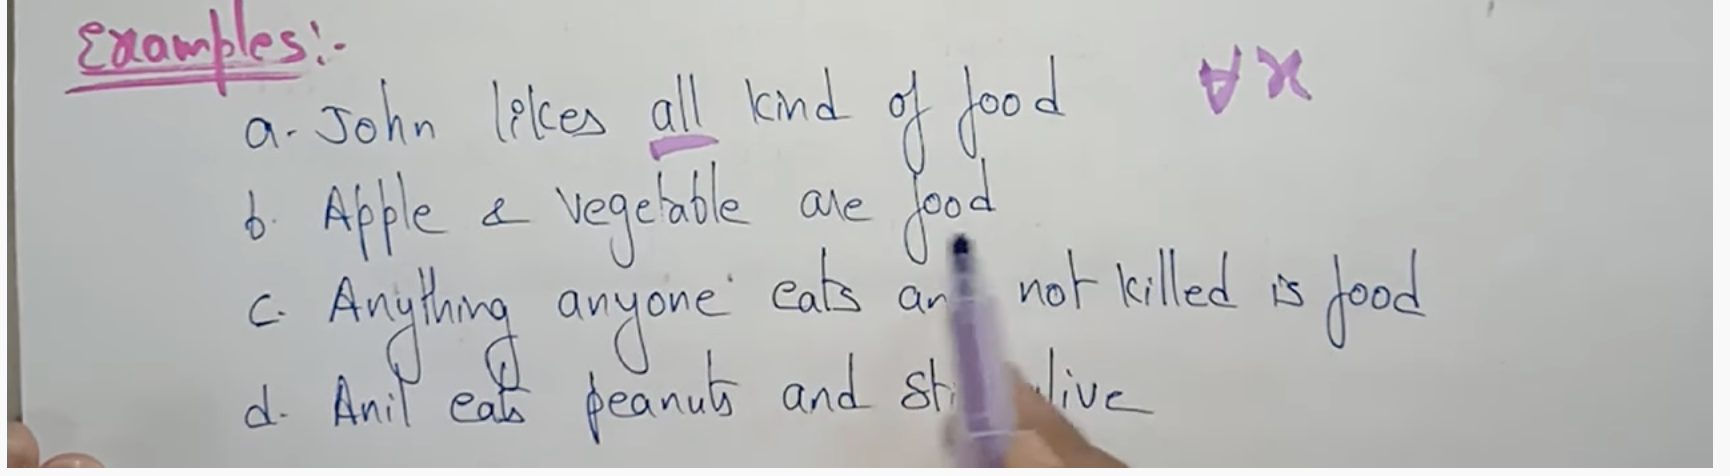 Examples:-
a. John likes all kind of food ∀x
b. Apple & vegetable are food
c. Anything anyone eats an not killed is food
d. Anil eats peanuts and